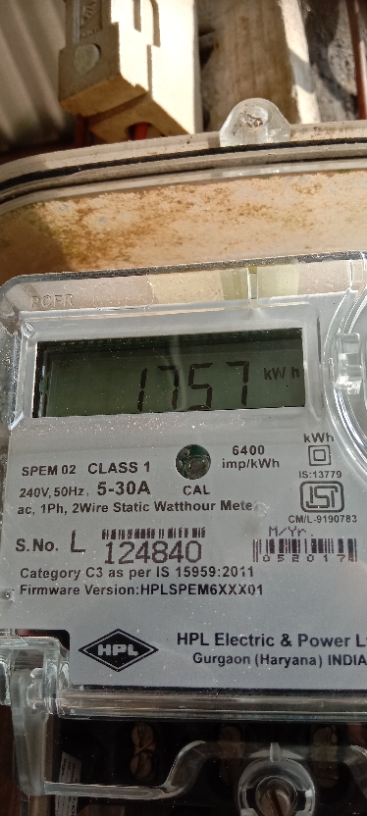 1757 kWh
kWh
6400
imp/kWh
SPEM 02 CLASS 1
240V, 50Hz, 5-30A
CAL
IS:13779
ISI
ac, 1Ph, 2Wire Static Watthour Mete
CM/L-9190783
M/Yr.
S.No. L 124840
052017
Category C3 as per IS 15959:2011
Firmware Version:HPLSPEM6XXX01
HPL
HPL Electric & Power Lt
Gurgaon (Haryana) INDIA